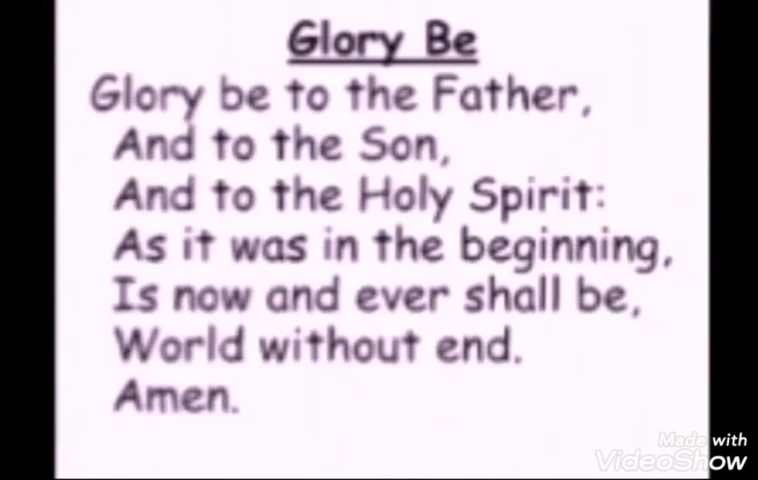 Glory Be
Glory be to the Father,
And to the Son,
And to the Holy Spirit:
As it was in the beginning,
Is now and ever shall be,
World without end.
Amen.
Made with
VideoShow